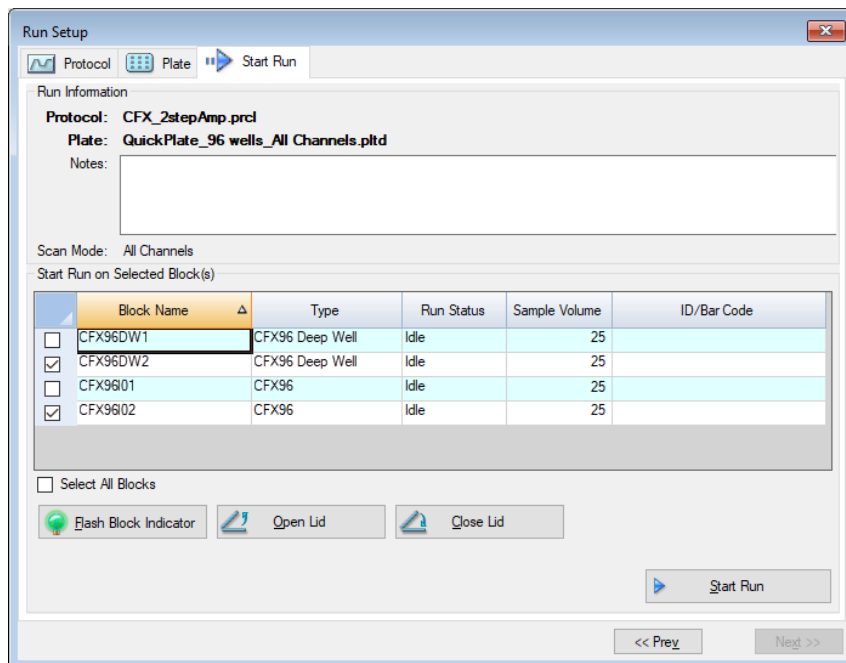 Run Setup
Protocol Plate Start Run
Run Information
Protocol: CFX_2stepAmp.prcl
Plate: QuickPlate_96 wells_All Channels.pltd
Notes:
Scan Mode: All Channels
Start Run on Selected Block(s)
Block Name Type Run Status Sample Volume ID/Bar Code
CFX96DW1 CFX96 Deep Well Idle 25
CFX96DW2 CFX96 Deep Well Idle 25
CFX96I01 CFX96 Idle 25
CFX96I02 CFX96 Idle 25
Select All Blocks
Flash Block Indicator Open Lid Close Lid
Start Run
<< Prev Next >>